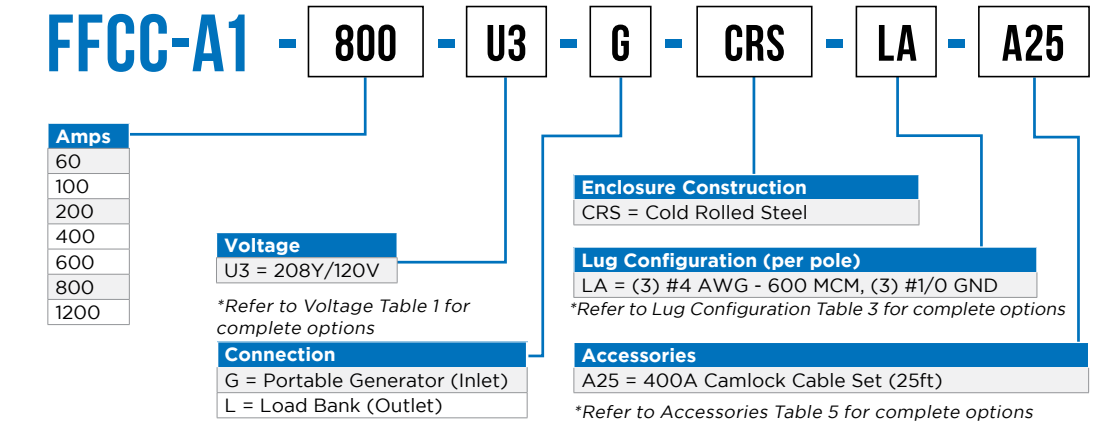 FFCC-A1 - 800 - U3 - G - CRS - LA - A25
Amps
60
100
200
400
600
800
1200
Voltage
U3 = 208Y/120V
*Refer to Voltage Table 1 for
complete options
Connection
G = Portable Generator (Inlet)
L = Load Bank (Outlet)
Enclosure Construction
CRS = Cold Rolled Steel
Lug Configuration (per pole)
LA = (3) #4 AWG - 600 MCM, (3) #1/0 GND
*Refer to Lug Configuration Table 3 for complete options
Accessories
A25 = 400A Camlock Cable Set (25ft)
*Refer to Accessories Table 5 for complete options